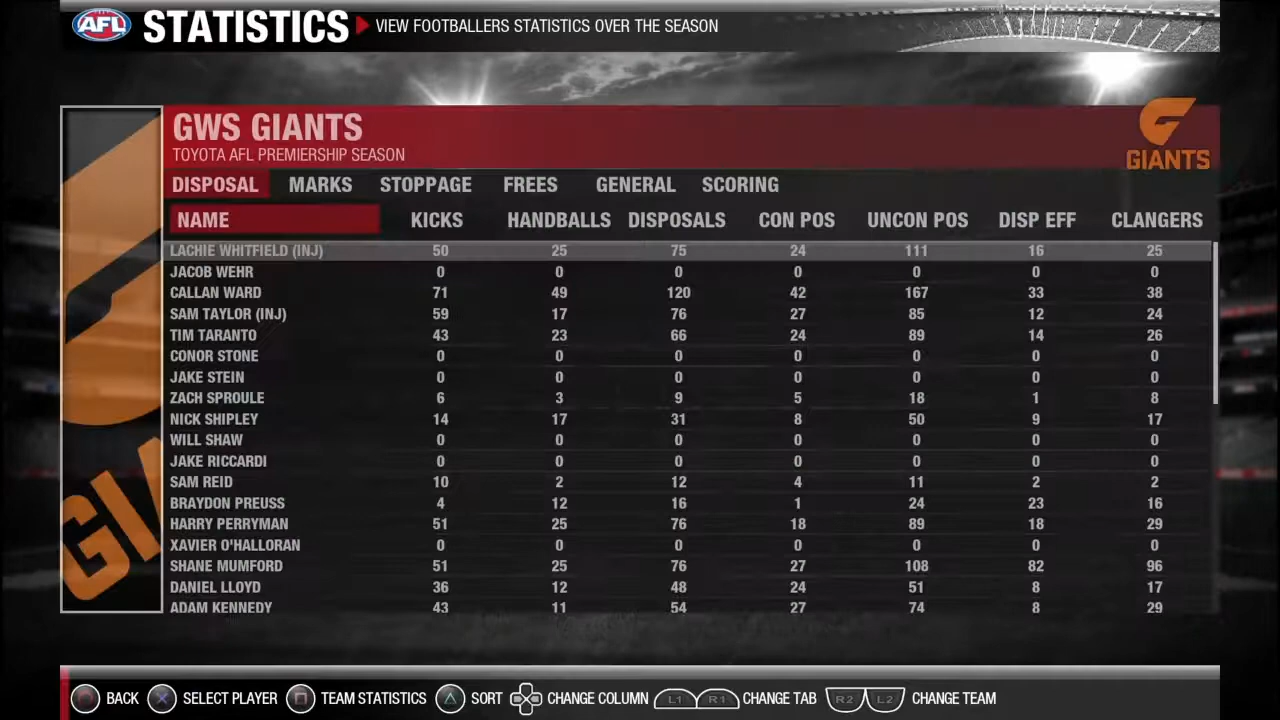 AFL STATISTICS VIEW FOOTBALLERS STATISTICS OVER THE SEASON
GWS GIANTS
TOYOTA AFL PREMIERSHIP SEASON
GIANTS
DISPOSAL MARKS STOPPAGE FREES GENERAL SCORING
NAME KICKS HANDBALLS DISPOSALS CON POS UNCON POS DISP EFF CLANGERS
LACHIE WHITFIELD (INJ) 50 25 75 24 111 16 25
JACOB WEHR 0 0 0 0 0 0 0
CALLAN WARD 71 49 120 42 167 33 38
SAM TAYLOR (INJ) 59 17 76 27 85 12 24
TIM TARANTO 43 23 66 24 89 14 26
CONOR STONE 0 0 0 0 0 0 0
JAKE STEIN 0 0 0 0 0 0 0
ZACH SPROULE 6 3 9 5 18 1 8
NICK SHIPLEY 14 17 31 8 50 9 17
WILL SHAW 0 0 0 0 0 0 0
JAKE RICCARDI 0 0 0 0 0 0 0
SAM REID 10 2 12 4 11 2 2
BRAYDON PREUSS 4 12 16 1 24 23 16
HARRY PERRYMAN 51 25 76 18 89 18 29
XAVIER O'HALLORAN 0 0 0 0 0 0 0
SHANE MUMFORD 51 25 76 27 108 82 96
DANIEL LLOYD 36 12 48 24 51 8 17
ADAM KENNEDY 43 11 54 27 74 8 29
GI
BACK SELECT PLAYER TEAM STATISTICS SORT CHANGE COLUMN L1 R1 CHANGE TAB R2 L2 CHANGE TEAM